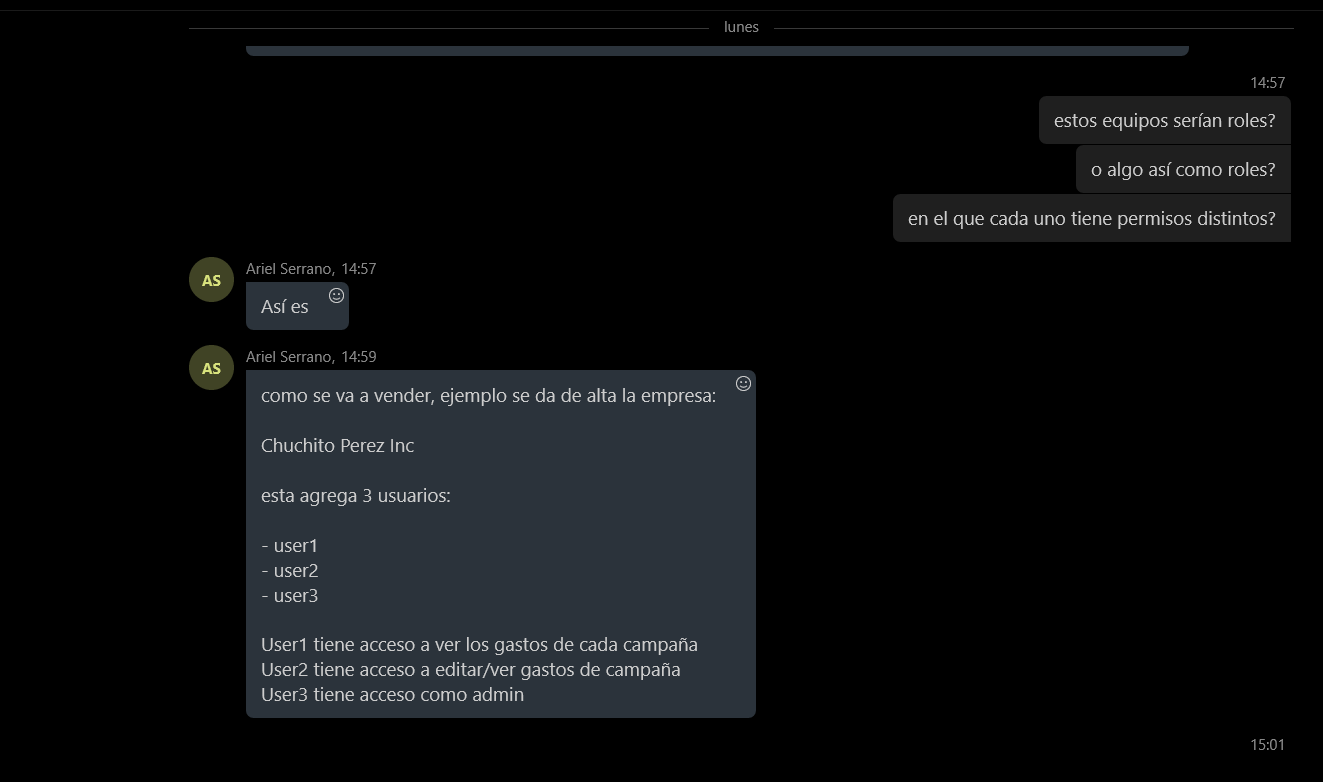 lunes
14:57
estos equipos serían roles?
o algo así como roles?
en el que cada uno tiene permisos distintos?
AS
Ariel Serrano, 14:57
Así es
AS
Ariel Serrano, 14:59
como se va a vender, ejemplo se da de alta la empresa:
Chuchito Perez Inc
esta agrega 3 usuarios:
- user1
- user2
- user3
User1 tiene acceso a ver los gastos de cada campaña
User2 tiene acceso a editar/ver gastos de campaña
User3 tiene acceso como admin
15:01